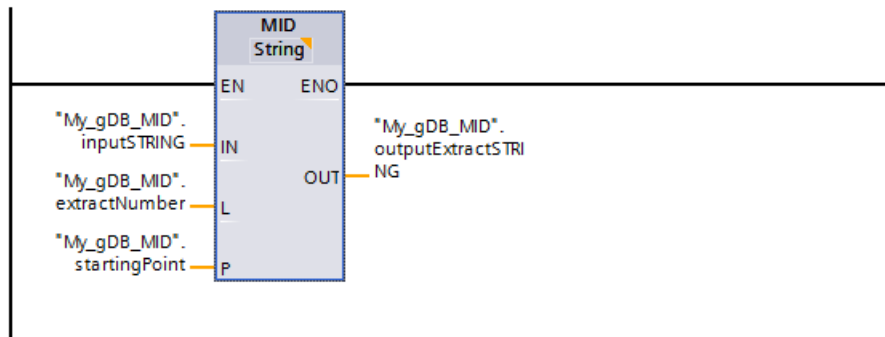 MID
String
EN ENO
"My_gDB_MID".
inputSTRING
IN
"My_gDB_MID".
outputExtractSTRI
NG
OUT
"My_gDB_MID".
extractNumber
L
"My_gDB_MID".
startingPoint
P